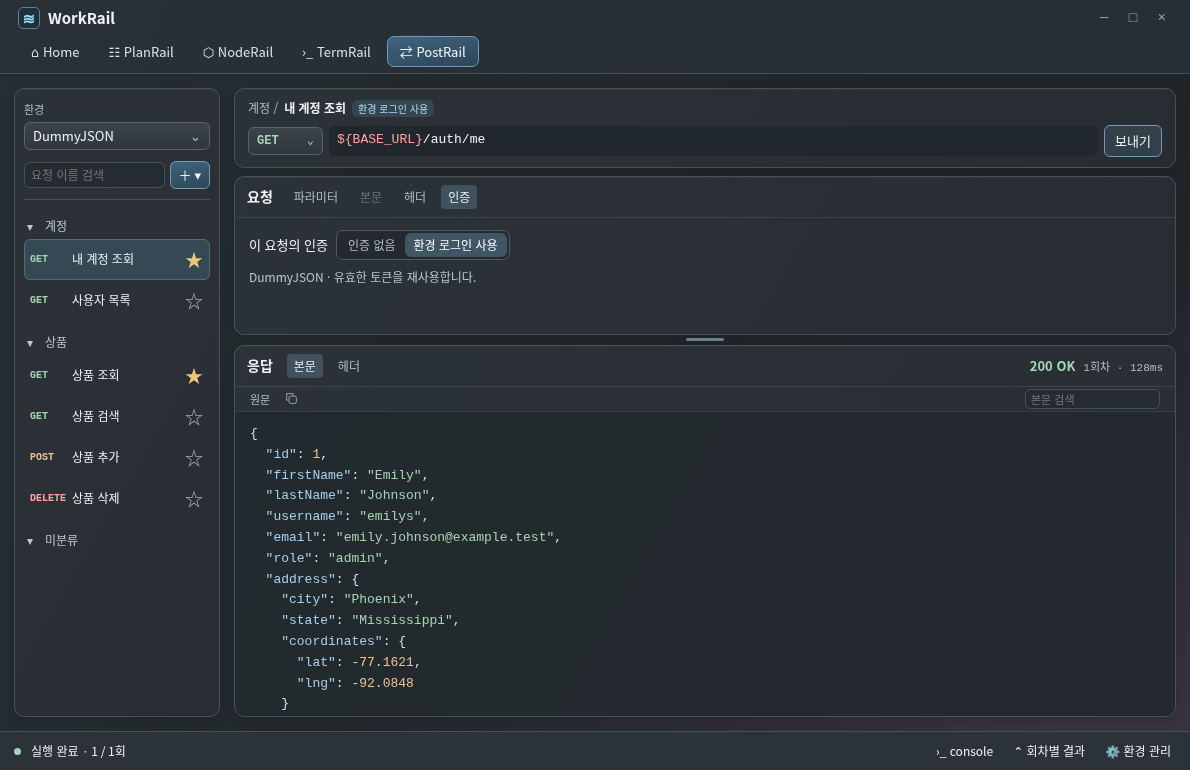 WorkRail
Home PlanRail NodeRail TermRail PostRail
환경
DummyJSON
요청 이름 검색
계정
GET 내 계정 조회
GET 사용자 목록
상품
GET 상품 조회
GET 상품 검색
POST 상품 추가
DELETE 상품 삭제
미분류
계정 / 내 계정 조회 환경 로그인 사용
GET ${BASE_URL}/auth/me 보내기
요청 파라미터 본문 헤더 인증
이 요청의 인증 인증 없음 환경 로그인 사용
DummyJSON · 유효한 토큰을 재사용합니다.
응답 본문 헤더 200 OK 1회차 · 128ms
원문 본문 검색
{
"id": 1,
"firstName": "Emily",
"lastName": "Johnson",
"username": "emilys",
"email": "emily.johnson@example.test",
"role": "admin",
"address": {
"city": "Phoenix",
"state": "Mississippi",
"coordinates": {
"lat": -77.1621,
"lng": -92.0848
}
실행 완료 · 1 / 1회 ›_ console 회차별 결과 환경 관리